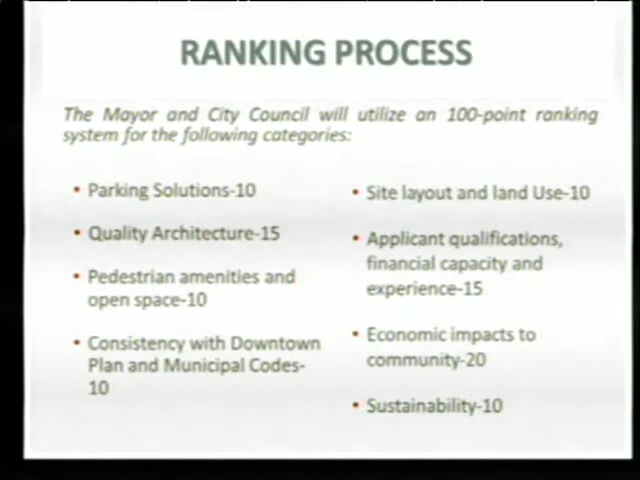 RANKING PROCESS
The Mayor and City Council will utilize an 100-point ranking
system for the following categories:
• Parking Solutions-10
• Quality Architecture-15
• Pedestrian amenities and
open space-10
• Consistency with Downtown
Plan and Municipal Codes-
10
• Site layout and land Use-10
• Applicant qualifications,
financial capacity and
experience-15
• Economic impacts to
community-20
• Sustainability-10